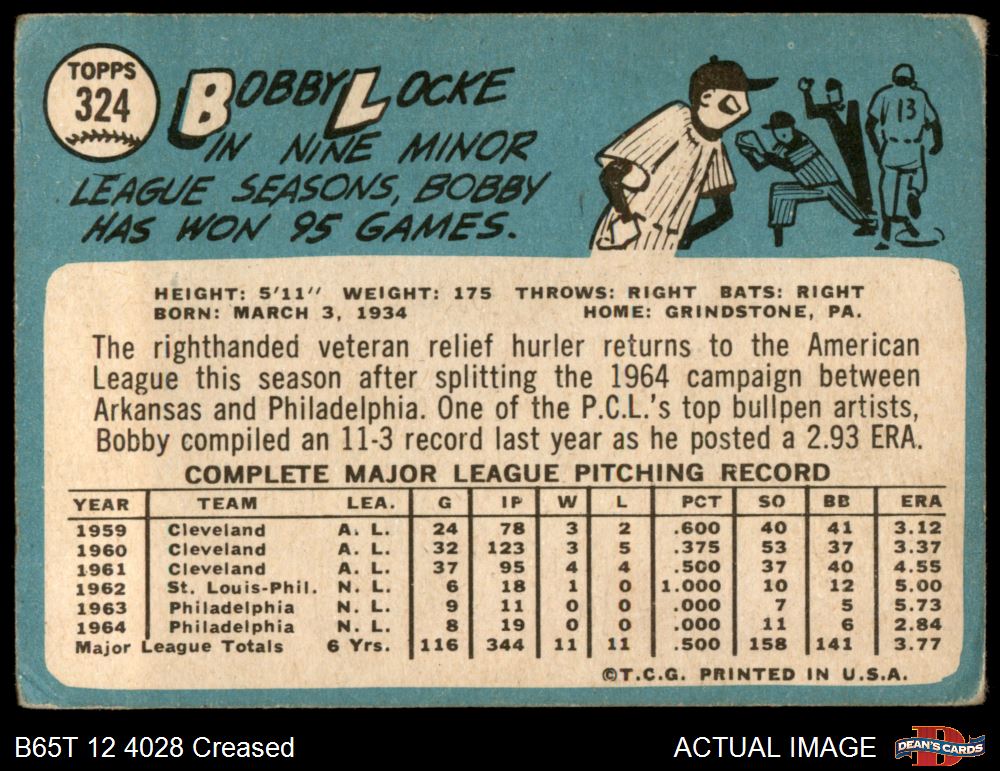 TOPPS
324
BOBBY LOCKE
IN NINE MINOR
LEAGUE SEASONS, BOBBY
HAS WON 95 GAMES.
13
HEIGHT: 5'11" WEIGHT: 175 THROWS: RIGHT BATS: RIGHT
BORN: MARCH 3, 1934 HOME: GRINDSTONE, PA.
The righthanded veteran relief hurler returns to the American
League this season after splitting the 1964 campaign between
Arkansas and Philadelphia. One of the P.C.L.'s top bullpen artists,
Bobby compiled an 11-3 record last year as he posted a 2.93 ERA.
COMPLETE MAJOR LEAGUE PITCHING RECORD
YEAR TEAM LEA. G IP W L PCT SO BB ERA
1959 Cleveland A. L. 24 78 3 2 .600 40 41 3.12
1960 Cleveland A. L. 32 123 3 5 .375 53 37 3.37
1961 Cleveland A. L. 37 95 4 4 .500 37 40 4.55
1962 St. Louis-Phil. N. L. 6 18 1 0 1.000 10 12 5.00
1963 Philadelphia N. L. 9 11 0 0 .000 7 5 5.73
1964 Philadelphia N. L. 8 19 0 0 .000 11 6 2.84
Major League Totals 6 Yrs. 116 344 11 11 .500 158 141 3.77
©T.C.G. PRINTED IN U.S.A.
B65T 12 4028 Creased ACTUAL IMAGE
D
DEAN'S CARDS